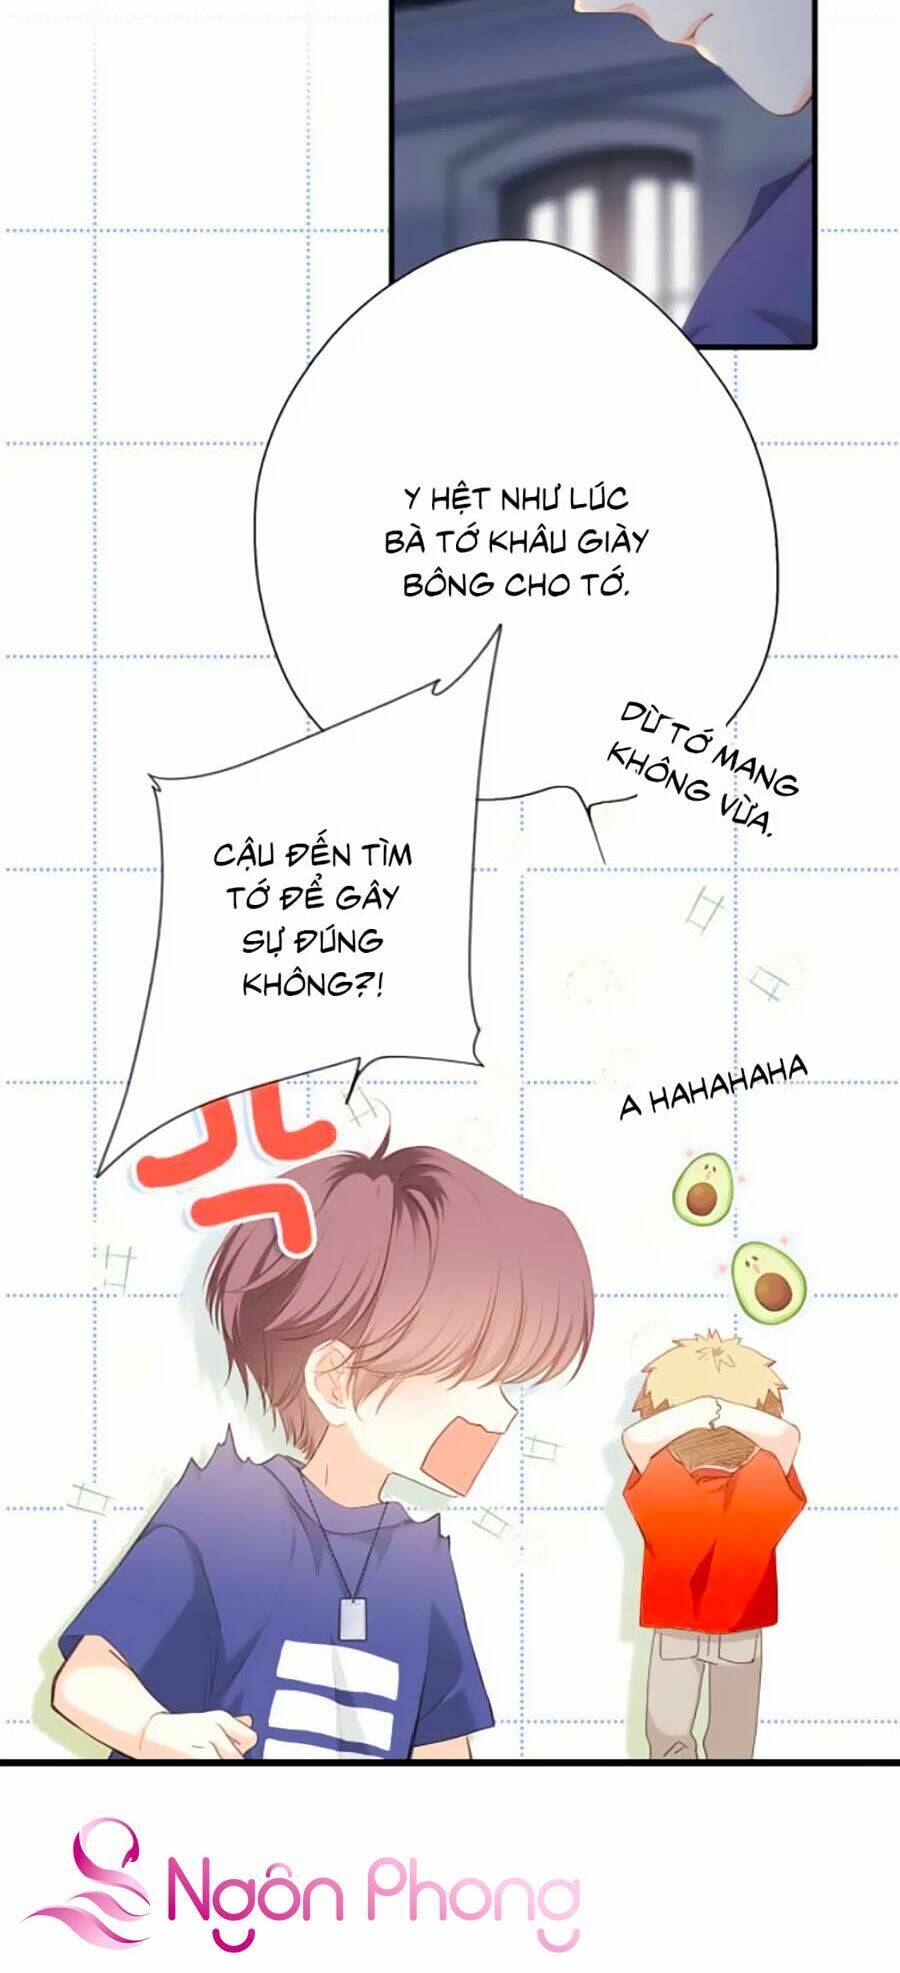 Y HỆT NHƯ LÚC
BÀ TỚ KHÂU GIÀY
BÔNG CHO TỚ.
DỪ TỚ MANG
KHÔNG VỪA.
CẬU ĐẾN TÌM
TỚ ĐỂ GÂY
SỰ ĐÚNG
KHÔNG?!
A HAHAHAHA
Ngôn Phong